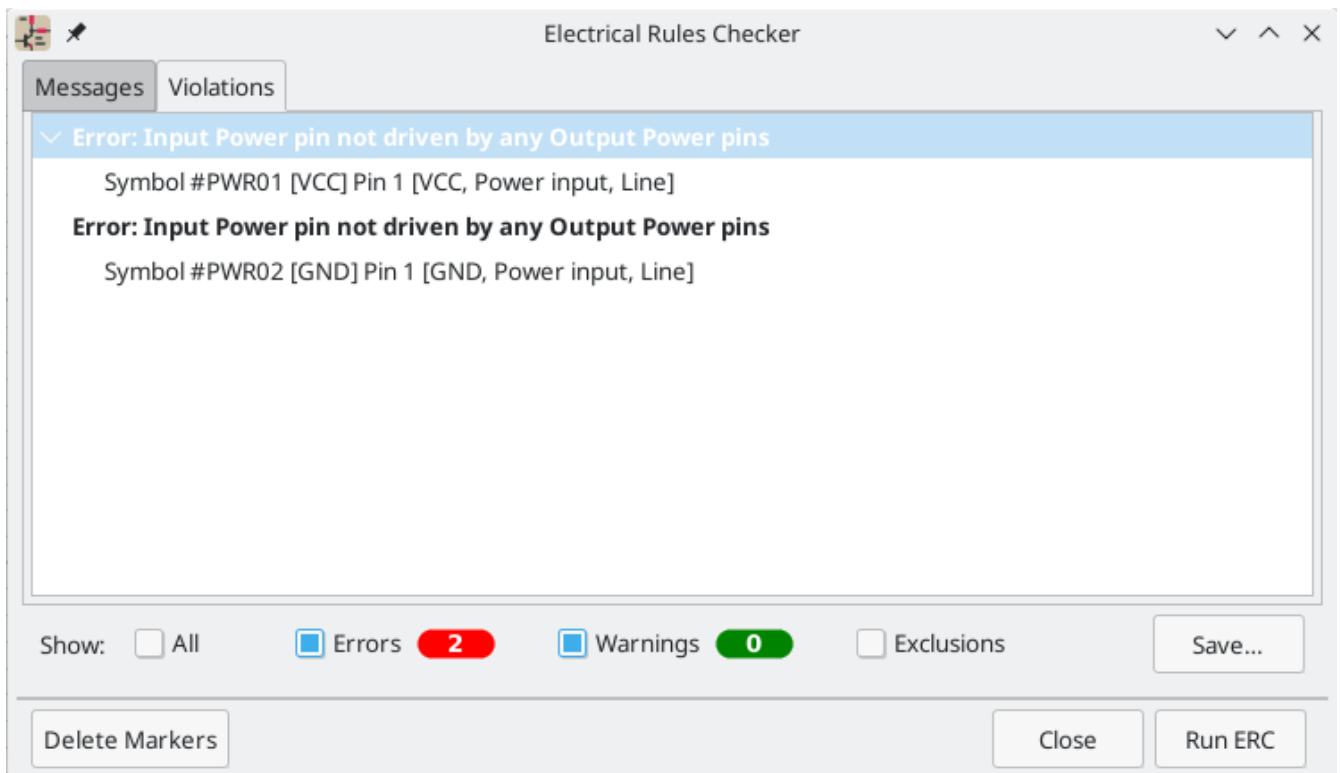 Electrical Rules Checker
Messages Violations
Error: Input Power pin not driven by any Output Power pins
Symbol #PWR01 [VCC] Pin 1 [VCC, Power input, Line]
Error: Input Power pin not driven by any Output Power pins
Symbol #PWR02 [GND] Pin 1 [GND, Power input, Line]
Show: All Errors 2 Warnings 0 Exclusions Save...
Delete Markers Close Run ERC